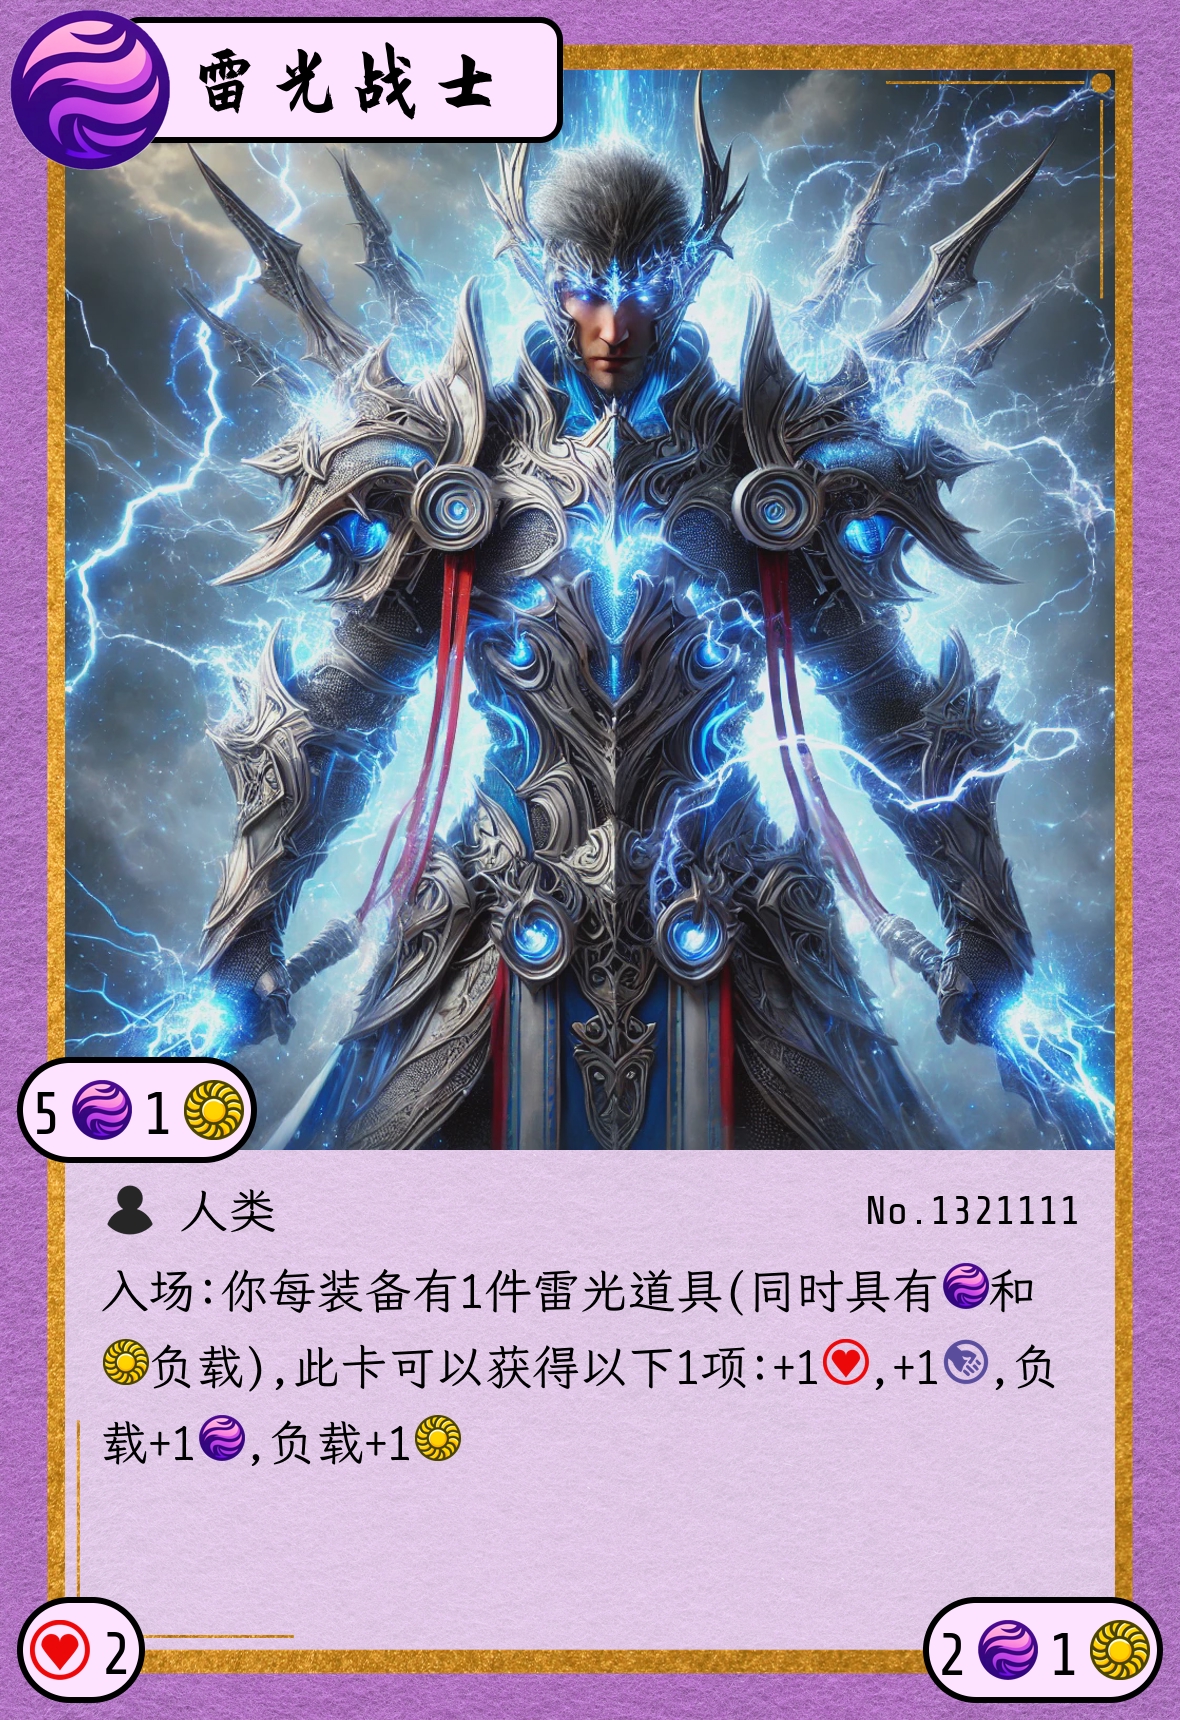 雷光战士
5 1
人类
No.1321111
入场:你每装备有1件雷光道具(同时具有和
负载),此卡可以获得以下1项:+1,+1,负
载+1,负载+1
2
2 1